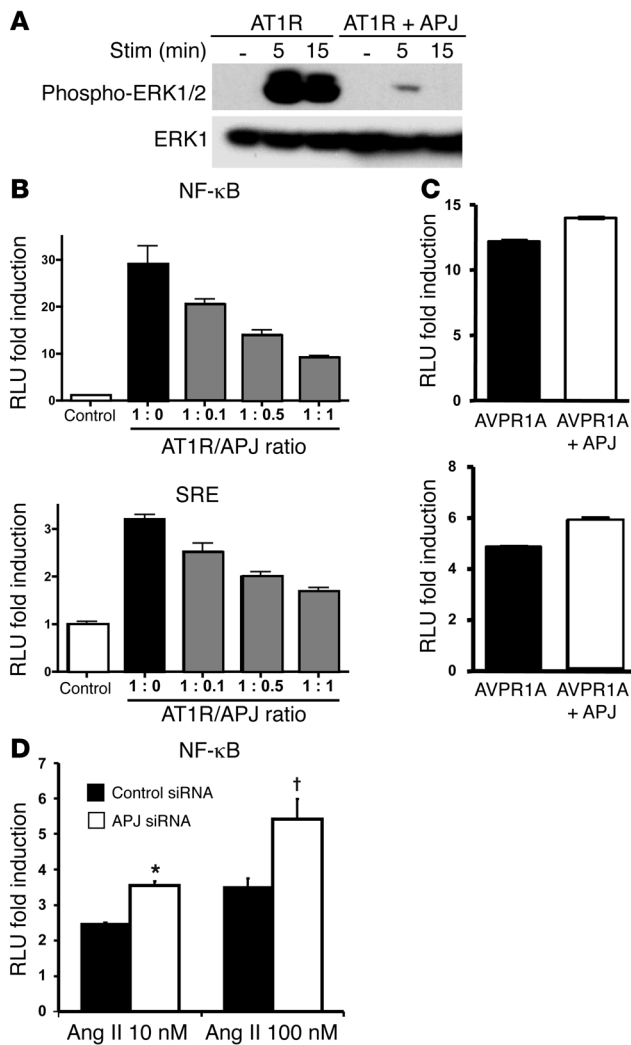 A
AT1R AT1R + APJ
Stim (min) - 5 15 - 5 15
Phospho-ERK1/2
ERK1
B
NF-κB
RLU fold induction
30
20
10
0
Control 1 : 0 1 : 0.1 1 : 0.5 1 : 1
AT1R/APJ ratio
SRE
RLU fold induction
3
2
1
0
Control 1 : 0 1 : 0.1 1 : 0.5 1 : 1
AT1R/APJ ratio
C
RLU fold induction
15
10
5
0
AVPR1A AVPR1A
+ APJ
RLU fold induction
8
6
4
2
0
AVPR1A AVPR1A
+ APJ
D
NF-κB
RLU fold induction
7
6
5
4
3
2
1
0
Control siRNA
APJ siRNA
*
†
Ang II 10 nM Ang II 100 nM